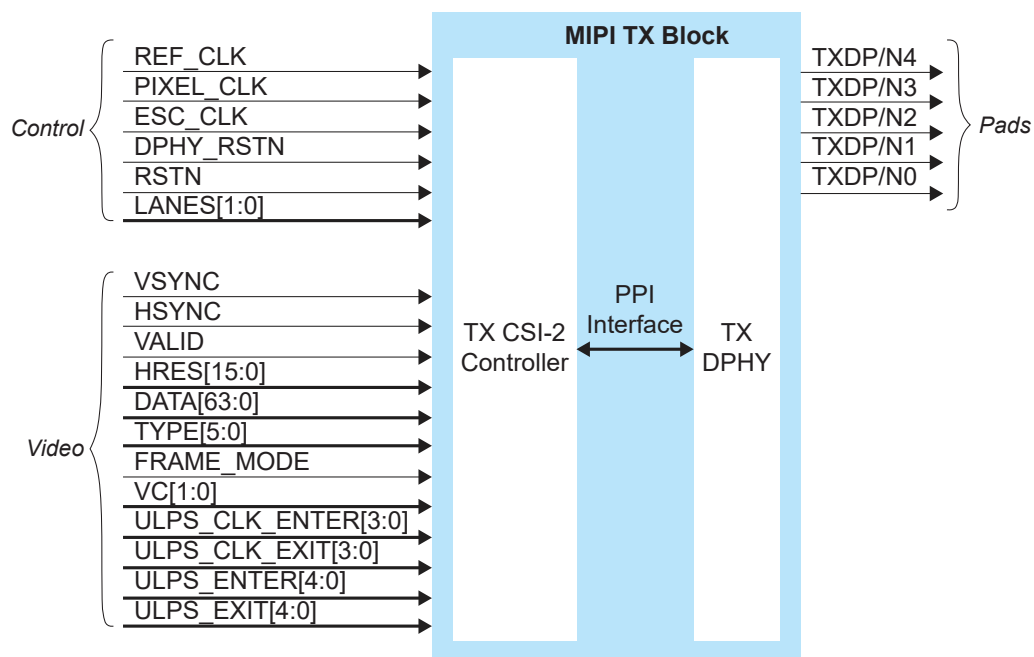 MIPI TX Block
Control
REF_CLK
PIXEL_CLK
ESC_CLK
DPHY_RSTN
RSTN
LANES[1:0]
Video
VSYNC
HSYNC
VALID
HRES[15:0]
DATA[63:0]
TYPE[5:0]
FRAME_MODE
VC[1:0]
ULPS_CLK_ENTER[3:0]
ULPS_CLK_EXIT[3:0]
ULPS_ENTER[4:0]
ULPS_EXIT[4:0]
TX CSI-2
Controller
PPI
Interface
TX
DPHY
TXDP/N4
TXDP/N3
TXDP/N2
TXDP/N1
TXDP/N0
Pads